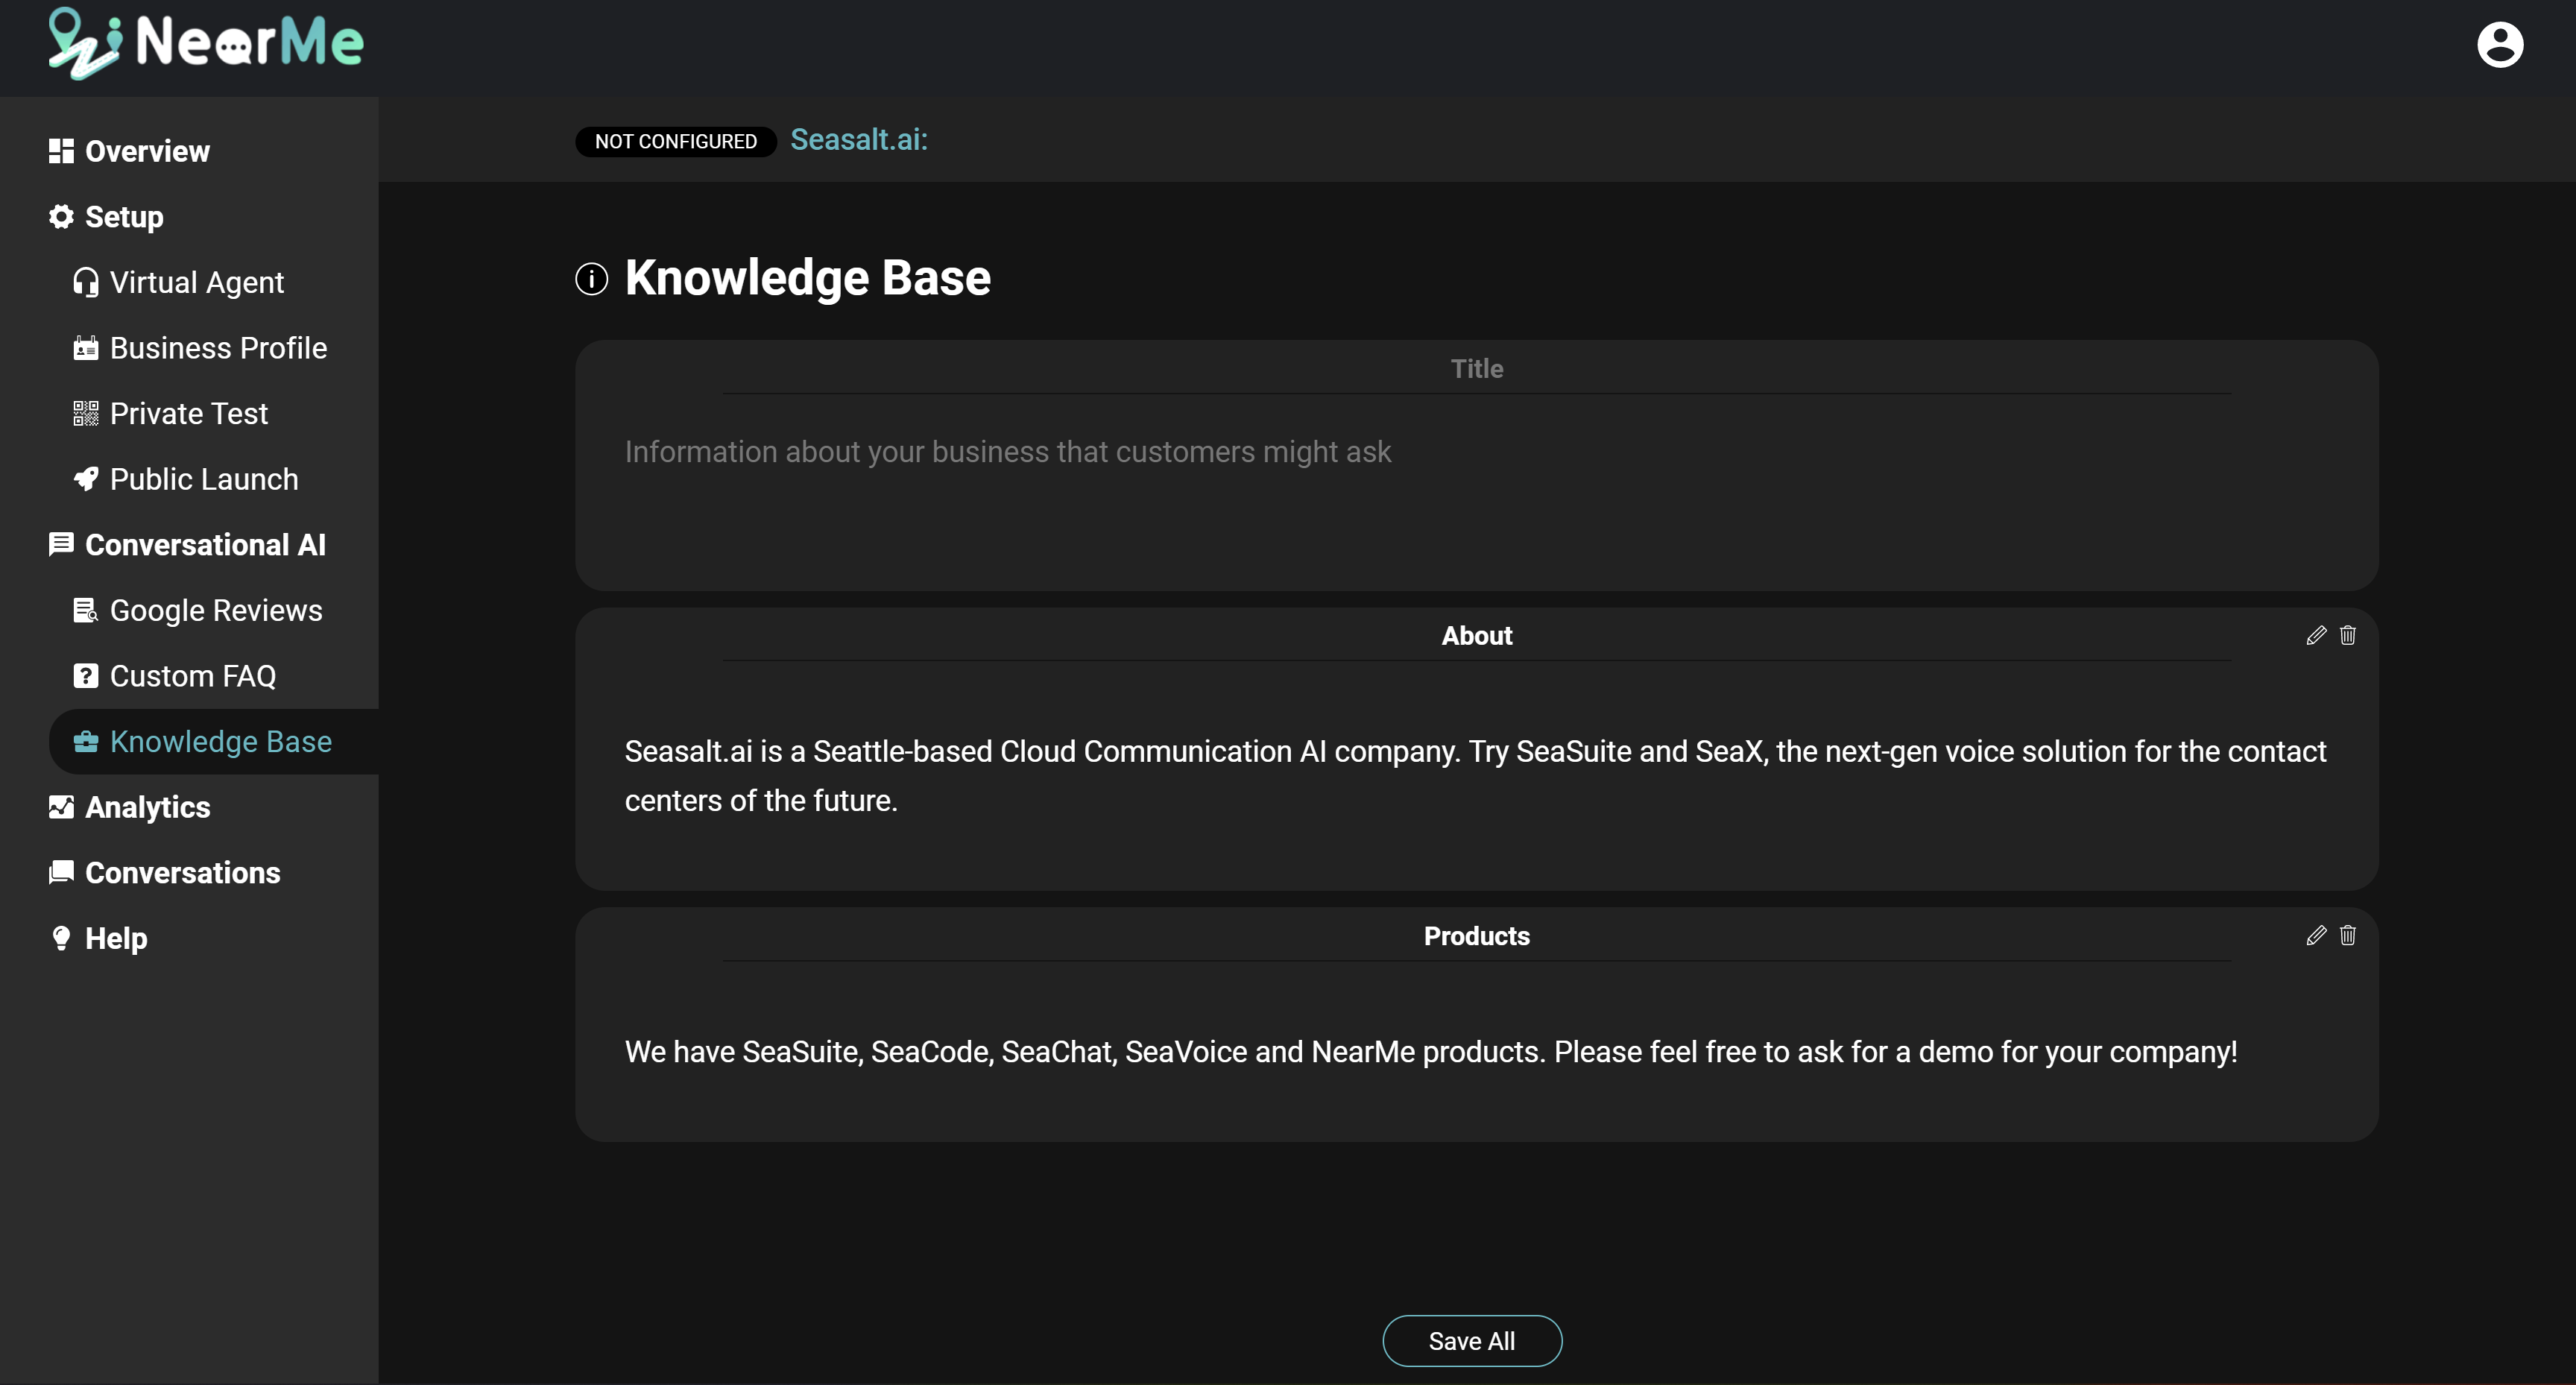 NearMe
NOT CONFIGURED Seasalt.ai:
Overview
Setup
Virtual Agent
Business Profile
Private Test
Public Launch
Conversational AI
Google Reviews
Custom FAQ
Knowledge Base
Analytics
Conversations
Help
Knowledge Base
Title
Information about your business that customers might ask
About
Seasalt.ai is a Seattle-based Cloud Communication AI company. Try SeaSuite and SeaX, the next-gen voice solution for the contact
centers of the future.
Products
We have SeaSuite, SeaCode, SeaChat, SeaVoice and NearMe products. Please feel free to ask for a demo for your company!
Save All